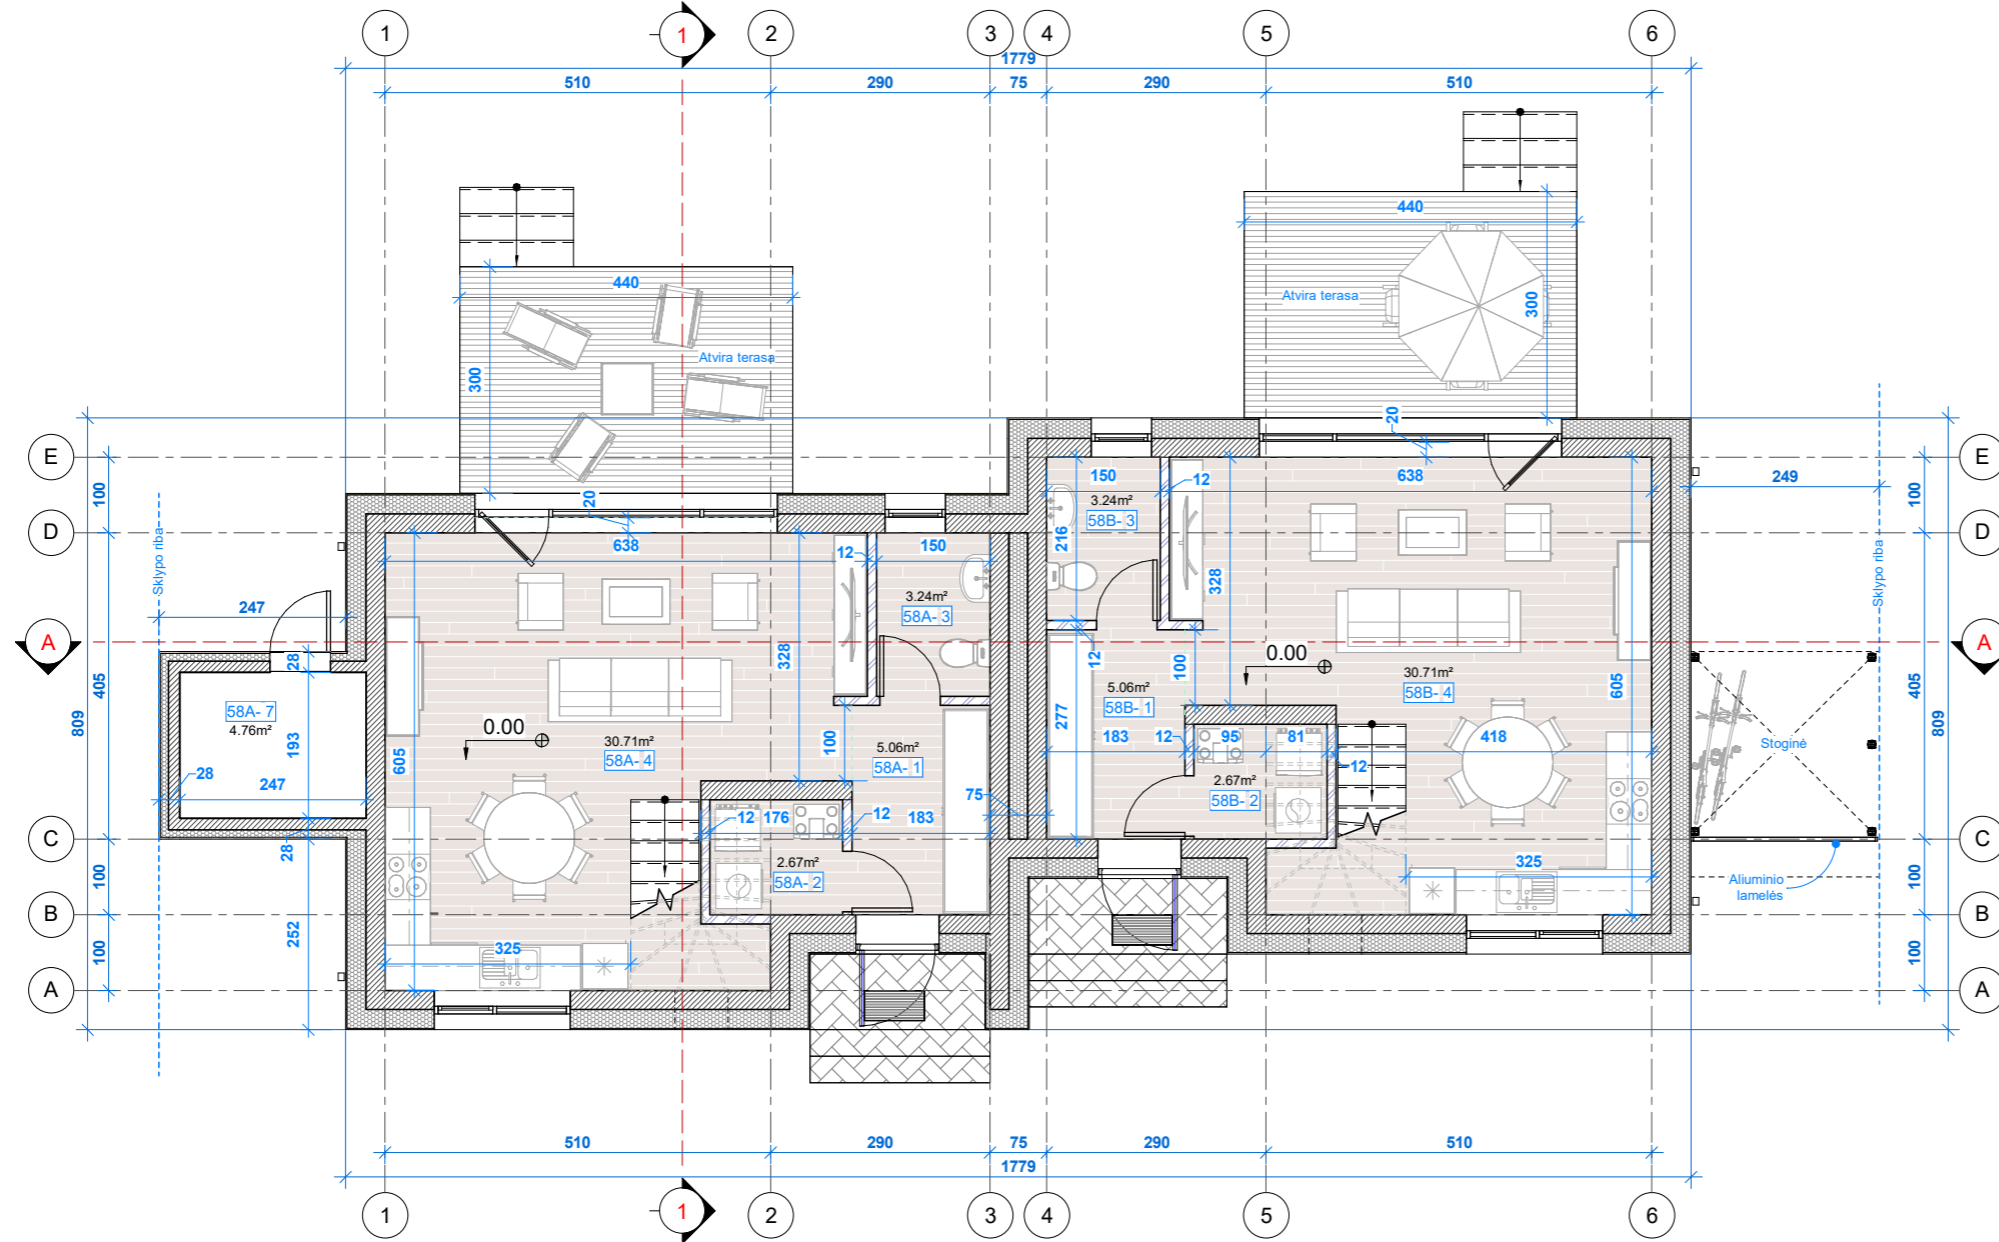 1
1
2
3
4
5
6
1779
510
290
75
290
510
440
Atvira terasa
300
440
Atvira terasa
300
20
20
E
100
D
405
809
C
100
B
100
A
E
100
D
405
809
C
100
B
100
A
A
A
Sklypo riba
Sklypo riba
247
249
638
12
150
3.24m²
58A- 3
328
28
58A- 7
4.76m²
193
28
247
28
252
605
0.00
30.71m²
58A- 4
100
5.06m²
58A- 1
12
176
12
183
2.67m²
58A- 2
325
75
150
12
638
3.24m²
58B- 3
216
328
12
100
0.00
5.06m²
58B- 1
30.71m²
58B- 4
605
277
183
12
95
81
12
418
2.67m²
58B- 2
325
Stoginė
Aliuminio
lamelės
510
290
75
290
510
1779
1
1
2
3
4
5
6